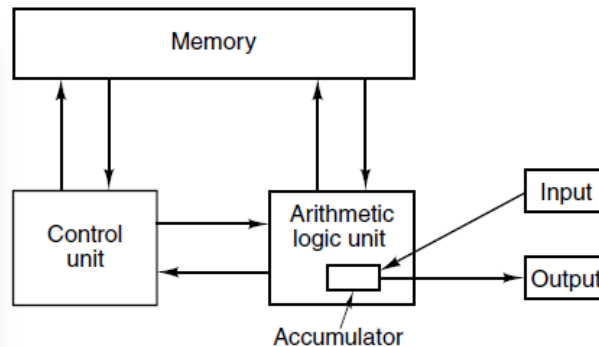 Memory
Control
unit
Arithmetic
logic unit
Input
Output
Accumulator